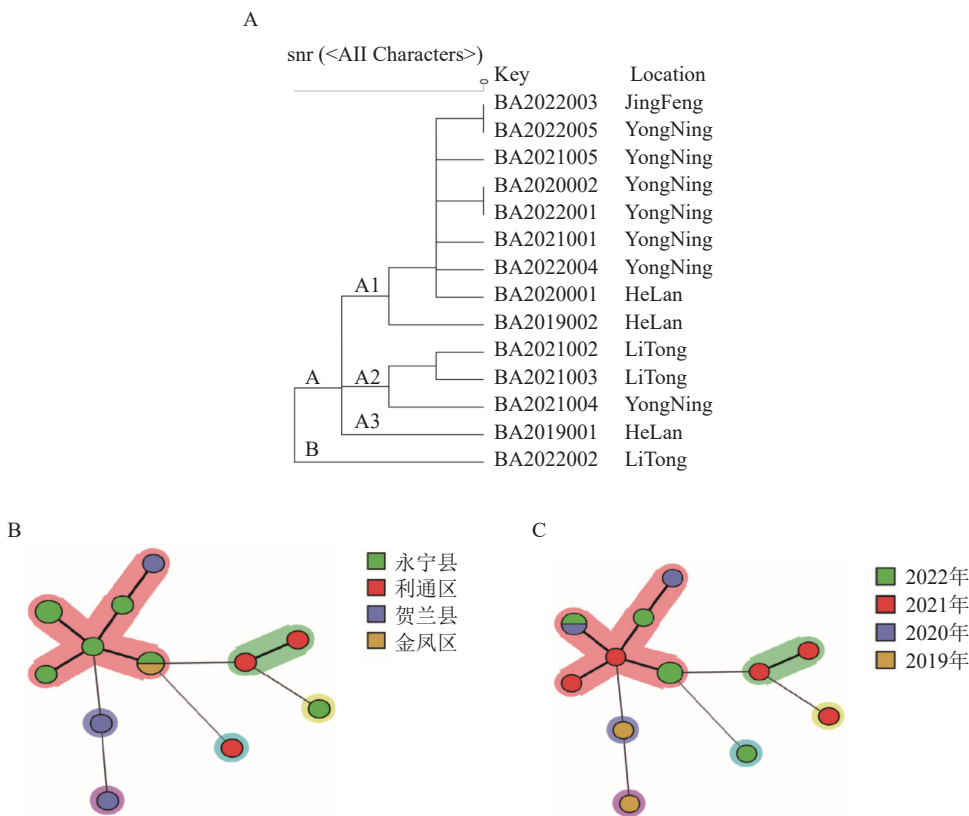 A
snr (<AII Characters>)
Key Location
BA2022003 JingFeng
BA2022005 YongNing
BA2021005 YongNing
BA2020002 YongNing
BA2022001 YongNing
BA2021001 YongNing
BA2022004 YongNing
A1
BA2020001 HeLan
BA2019002 HeLan
BA2021002 LiTong
A A2
BA2021003 LiTong
BA2021004 YongNing
A3
BA2019001 HeLan
B
BA2022002 LiTong
B
永宁县
利通区
贺兰县
金凤区
C
2022年
2021年
2020年
2019年